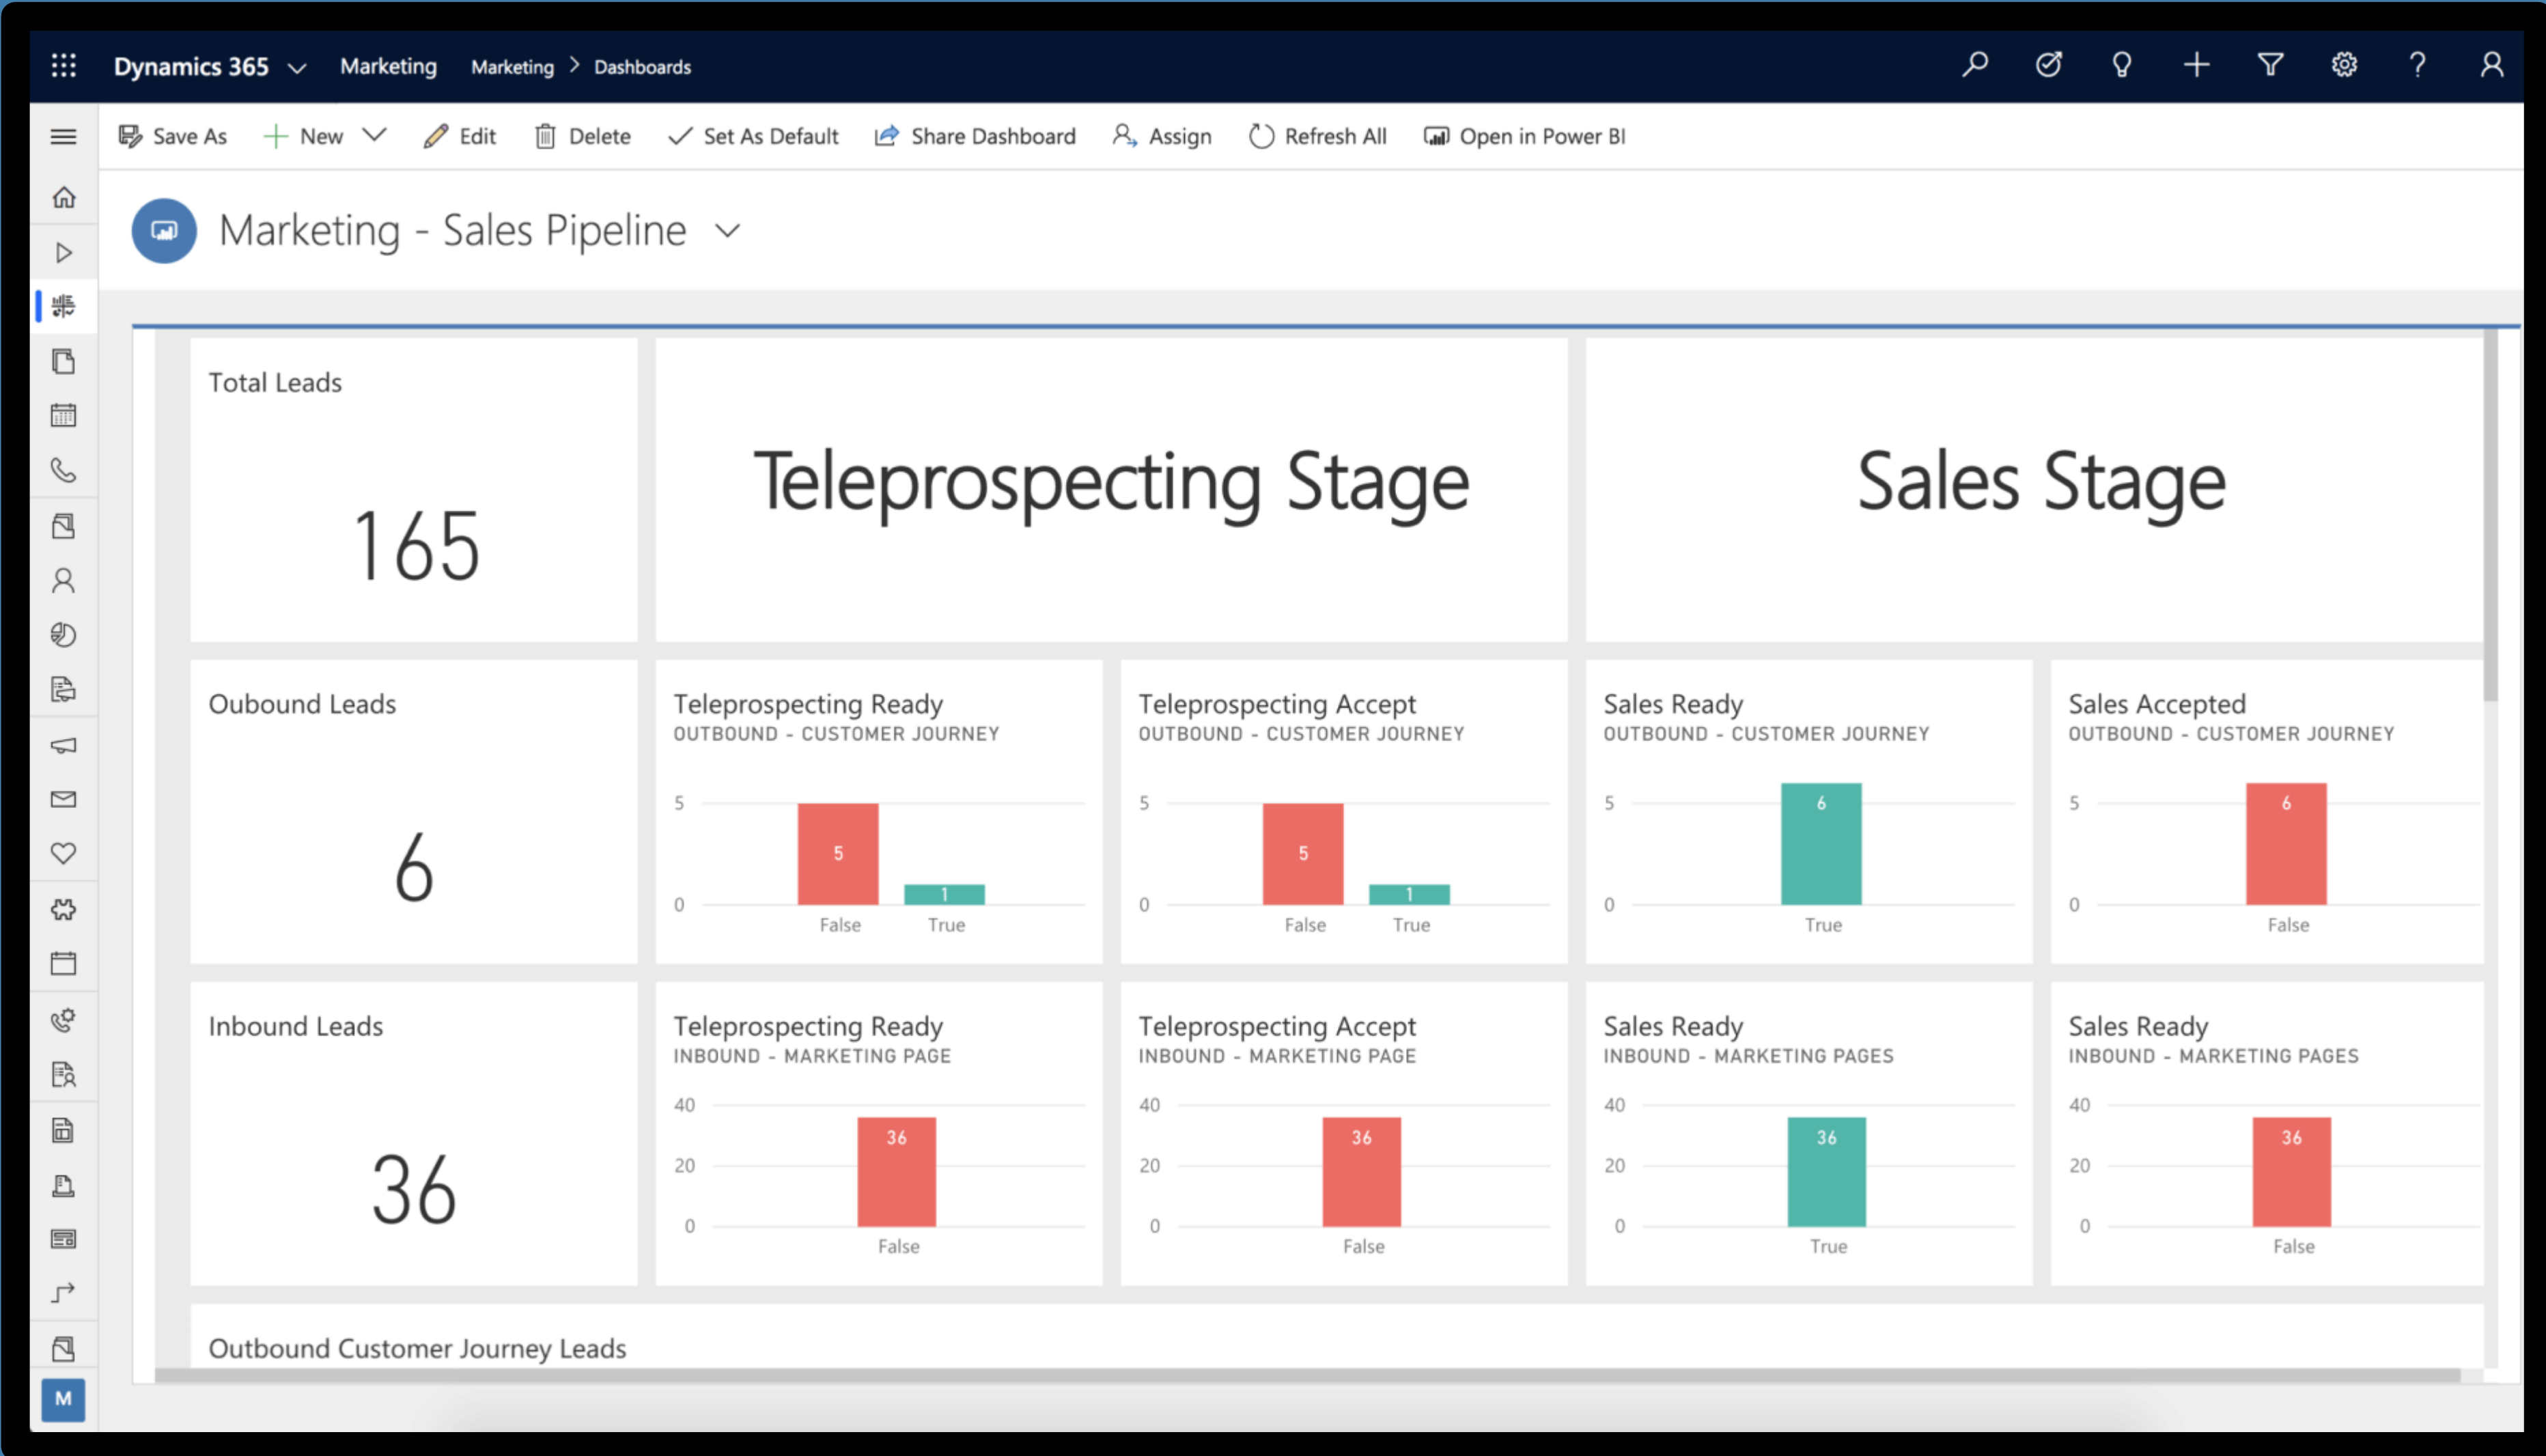 Dynamics 365 Marketing Marketing > Dashboards ?
Save As New Edit Delete Set As Default Share Dashboard Assign Refresh All Open in Power BI
Marketing - Sales Pipeline
Total Leads
165
Teleprospecting Stage
Sales Stage
Oubound Leads
6
Teleprospecting Ready
OUTBOUND - CUSTOMER JOURNEY
5
0
5
1
False True
Teleprospecting Accept
OUTBOUND - CUSTOMER JOURNEY
5
0
5
1
False True
Sales Ready
OUTBOUND - CUSTOMER JOURNEY
5
0
6
True
Sales Accepted
OUTBOUND - CUSTOMER JOURNEY
5
0
6
False
Inbound Leads
36
Teleprospecting Ready
INBOUND - MARKETING PAGE
40
20
0
36
False
Teleprospecting Accept
INBOUND - MARKETING PAGE
40
20
0
36
False
Sales Ready
INBOUND - MARKETING PAGES
40
20
0
36
True
Sales Ready
INBOUND - MARKETING PAGES
40
20
0
36
False
Outbound Customer Journey Leads
M